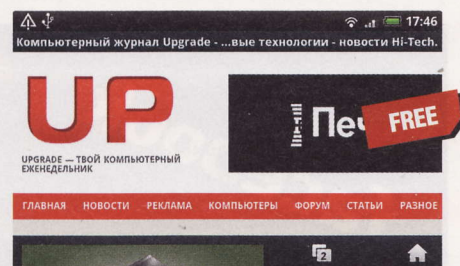 17:46
Компьютерный журнал Upgrade - ...вые технологии - новости Hi-Tech.
UP
FREE
UPGRADE — ТВОЙ КОМПЬЮТЕРНЫЙ
ЕЖЕНЕДЕЛЬНИК
ГЛАВНАЯ НОВОСТИ РЕКЛАМА КОМПЬЮТЕРЫ ФОРУМ СТАТЬИ РАЗНОЕ
2